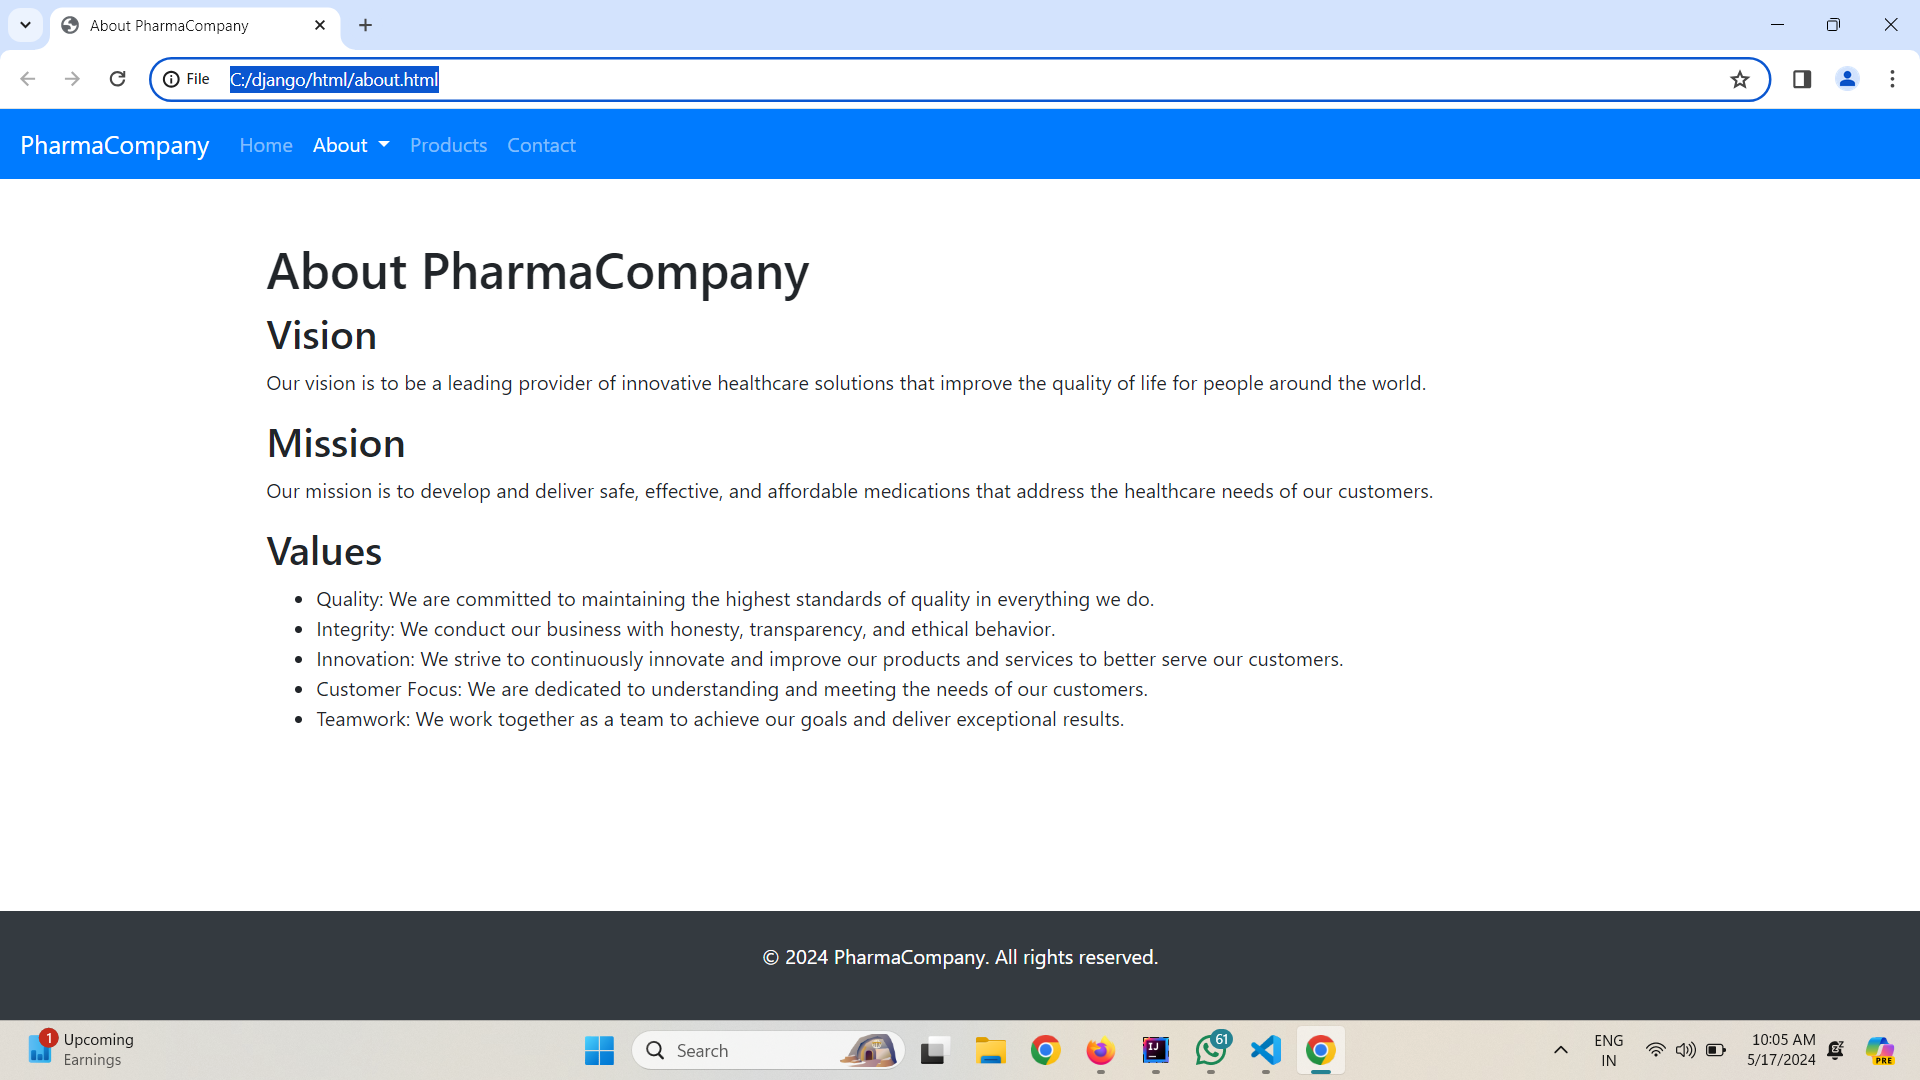 About PharmaCompany
File C:/django/html/about.html
PharmaCompany Home About Products Contact
About PharmaCompany
Vision
Our vision is to be a leading provider of innovative healthcare solutions that improve the quality of life for people around the world.
Mission
Our mission is to develop and deliver safe, effective, and affordable medications that address the healthcare needs of our customers.
Values
• Quality: We are committed to maintaining the highest standards of quality in everything we do.
• Integrity: We conduct our business with honesty, transparency, and ethical behavior.
• Innovation: We strive to continuously innovate and improve our products and services to better serve our customers.
• Customer Focus: We are dedicated to understanding and meeting the needs of our customers.
• Teamwork: We work together as a team to achieve our goals and deliver exceptional results.
© 2024 PharmaCompany. All rights reserved.
1 Upcoming
Earnings
Search
IJ
61
ENG
IN
10:05 AM
5/17/2024
PRE